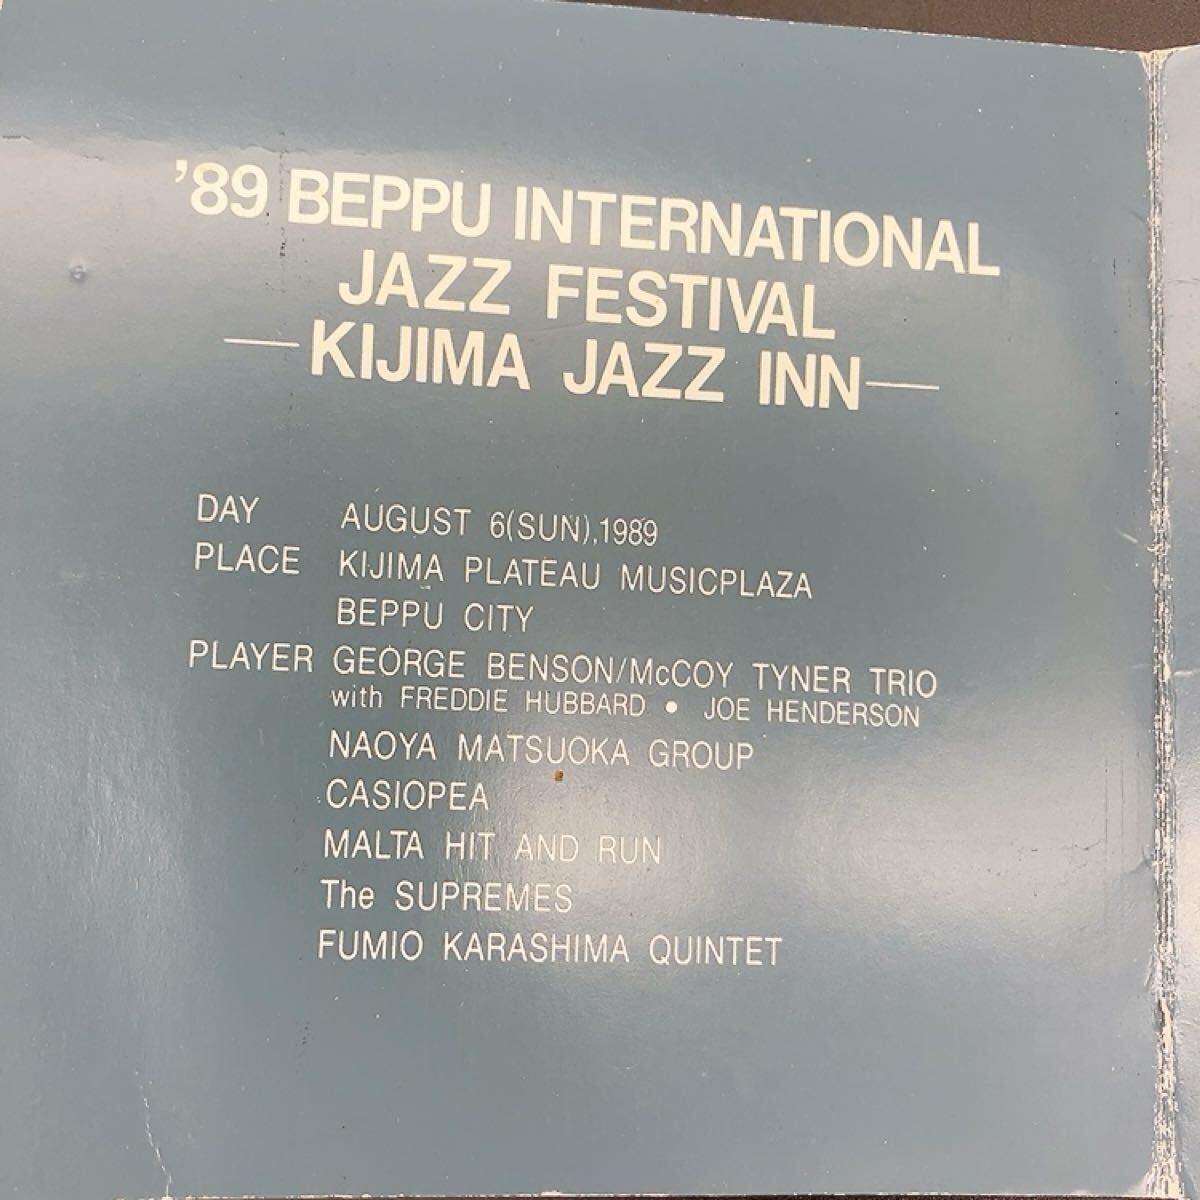 '89 BEPPU INTERNATIONAL
JAZZ FESTIVAL
—KIJIMA JAZZ INN—
DAY AUGUST 6(SUN),1989
PLACE KIJIMA PLATEAU MUSICPLAZA
BEPPU CITY
PLAYER GEORGE BENSON/McCOY TYNER TRIO
with FREDDIE HUBBARD • JOE HENDERSON
NAOYA MATSUOKA GROUP
CASIOPEA
MALTA HIT AND RUN
The SUPREMES
FUMIO KARASHIMA QUINTET